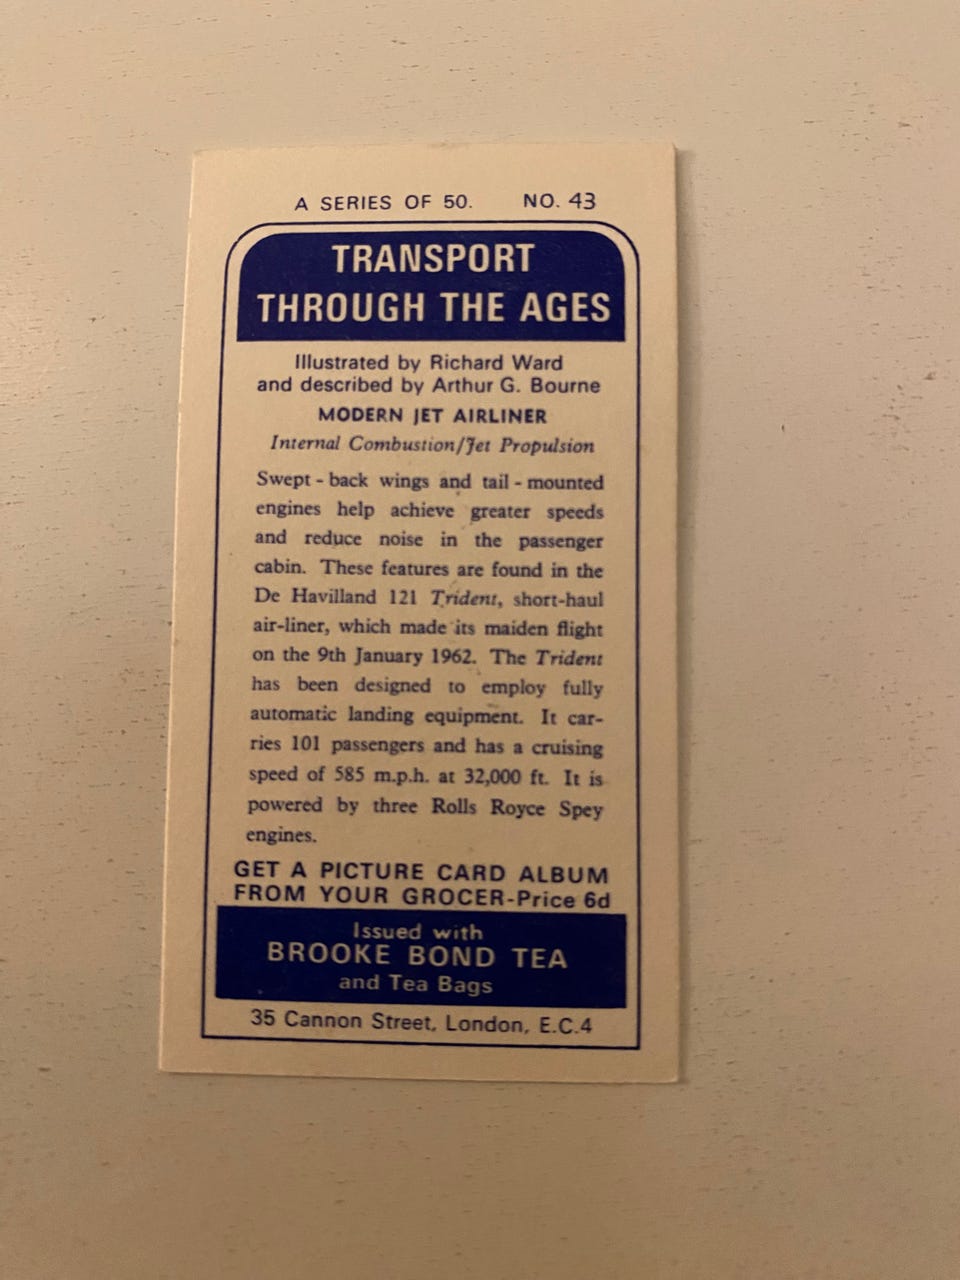 A SERIES OF 50. NO. 43
TRANSPORT
THROUGH THE AGES
Illustrated by Richard Ward
and described by Arthur G. Bourne
MODERN JET AIRLINER
Internal Combustion/Jet Propulsion
Swept - back wings and tail - mounted
engines help achieve greater speeds
and reduce noise in the passenger
cabin. These features are found in the
De Havilland 121 Trident, short-haul
air-liner, which made its maiden flight
on the 9th January 1962. The Trident
has been designed to employ fully
automatic landing equipment. It car-
ries 101 passengers and has a cruising
speed of 585 m.p.h. at 32,000 ft. It is
powered by three Rolls Royce Spey
engines.
GET A PICTURE CARD ALBUM
FROM YOUR GROCER-Price 6d
Issued with
BROOKE BOND TEA
and Tea Bags
35 Cannon Street, London, E.C.4